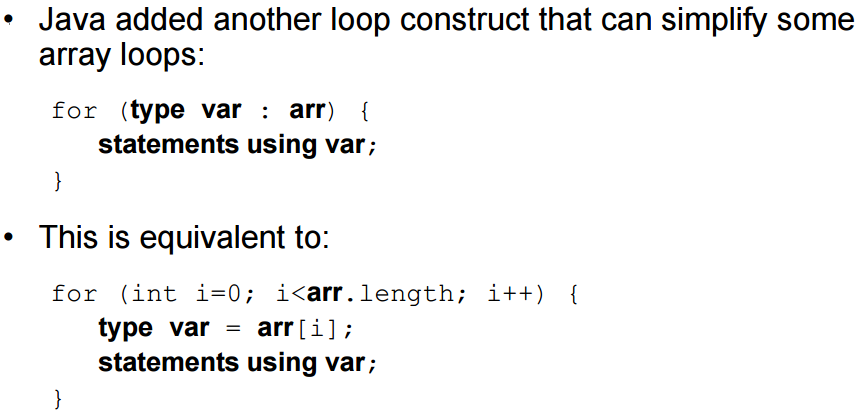 • Java added another loop construct that can simplify some
array loops:
for (type var : arr) {
statements using var;
}
• This is equivalent to:
for (int i=0; i<arr.length; i++) {
type var = arr[i];
statements using var;
}